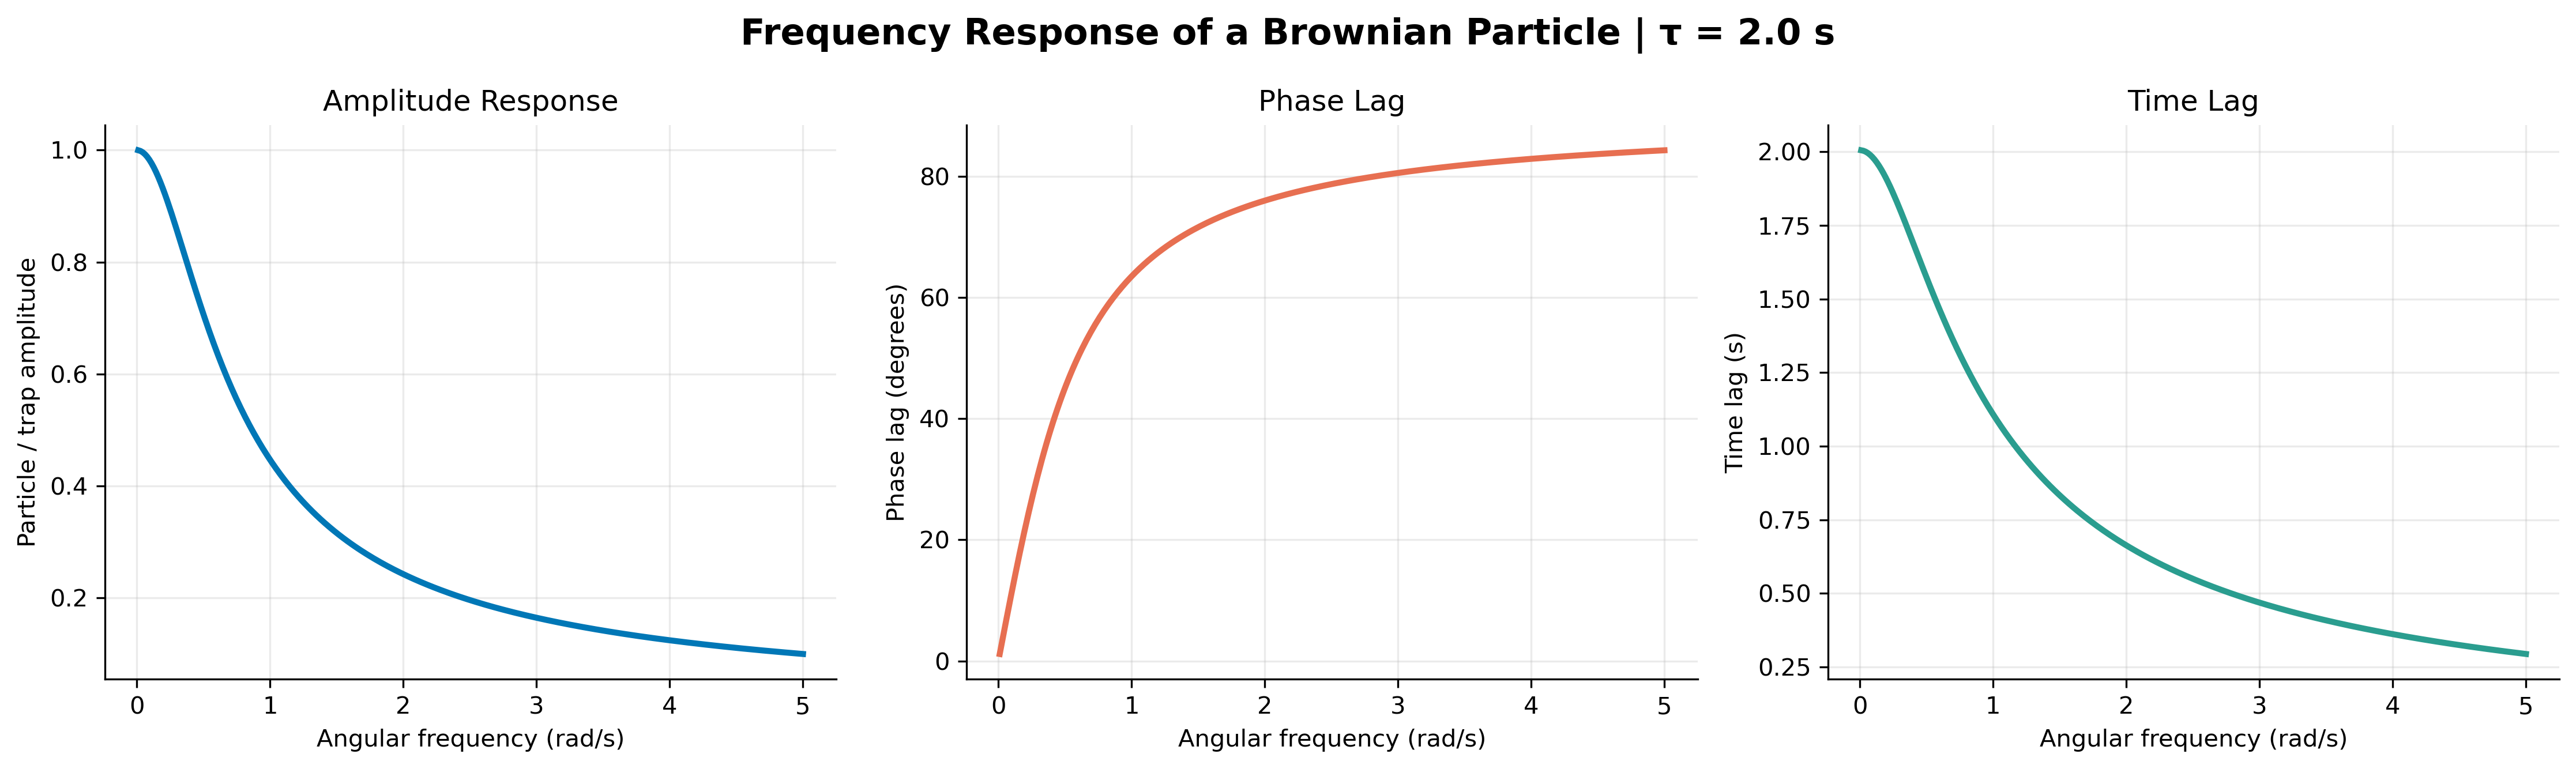 Frequency Response of a Brownian Particle | τ = 2.0 s
Amplitude Response
Particle / trap amplitude
1.0
0.8
0.6
0.4
0.2
0 1 2 3 4 5
Angular frequency (rad/s)
Phase Lag
Phase lag (degrees)
80
60
40
20
0
0 1 2 3 4 5
Angular frequency (rad/s)
Time Lag
Time lag (s)
2.00
1.75
1.50
1.25
1.00
0.75
0.50
0.25
0 1 2 3 4 5
Angular frequency (rad/s)